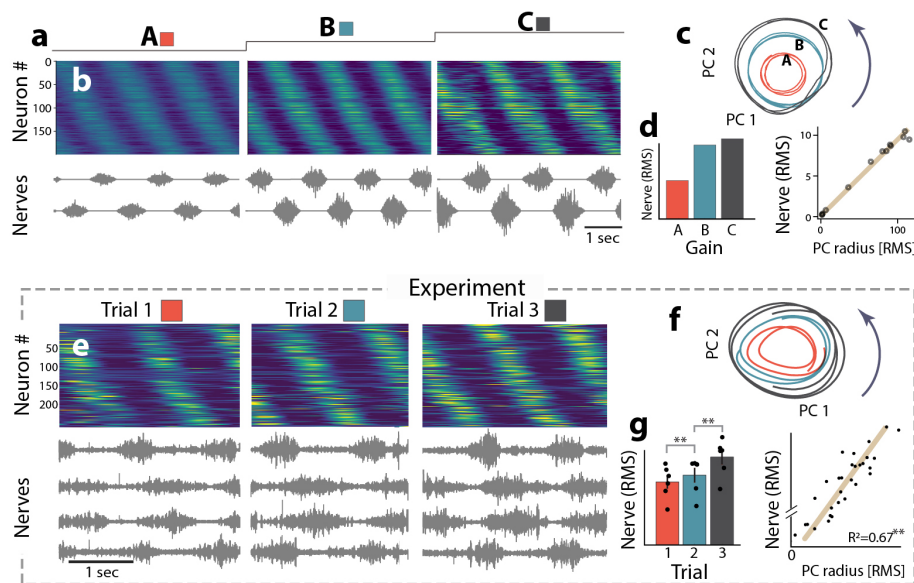 a
A
B
C
b
Neuron #
0
50
100
150
Nerves
1 sec
c
PC 2
PC 1
A
B
C
d
Nerve (RMS)
A B C
Gain
Nerve (RMS)
10
5
0
0 100
PC radius [RMS]
Experiment
Trial 1
Trial 2
Trial 3
e
Neuron #
50
100
150
200
Nerves
1 sec
f
PC 2
PC 1
g
Nerve (RMS)
**
**
1 2 3
Trial
Nerve (RMS)
R²=0.67**
0
PC radius [RMS]